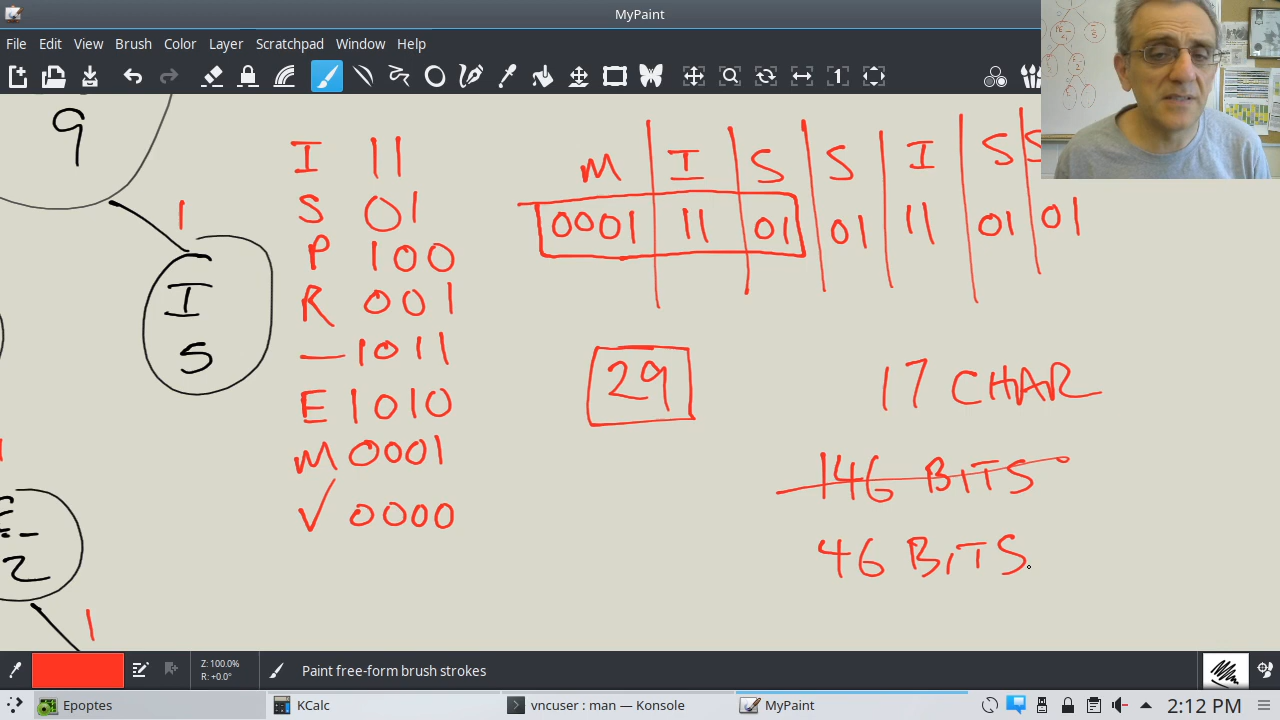 MyPaint
File Edit View Brush Color Layer Scratchpad Window Help
9
1
I
5
2
1
I 11
S 01
P 100
R 001
— 1011
E 1010
M 0001
V 0000
M I S S I S S
0001 11 01 01 11 01 01
29
17 CHAR
146 BITS
46 BITS
Z: 100.0%
R: +0.0°
Paint free-form brush strokes
Epoptes KCalc vncuser : man — Konsole MyPaint 2:12 PM